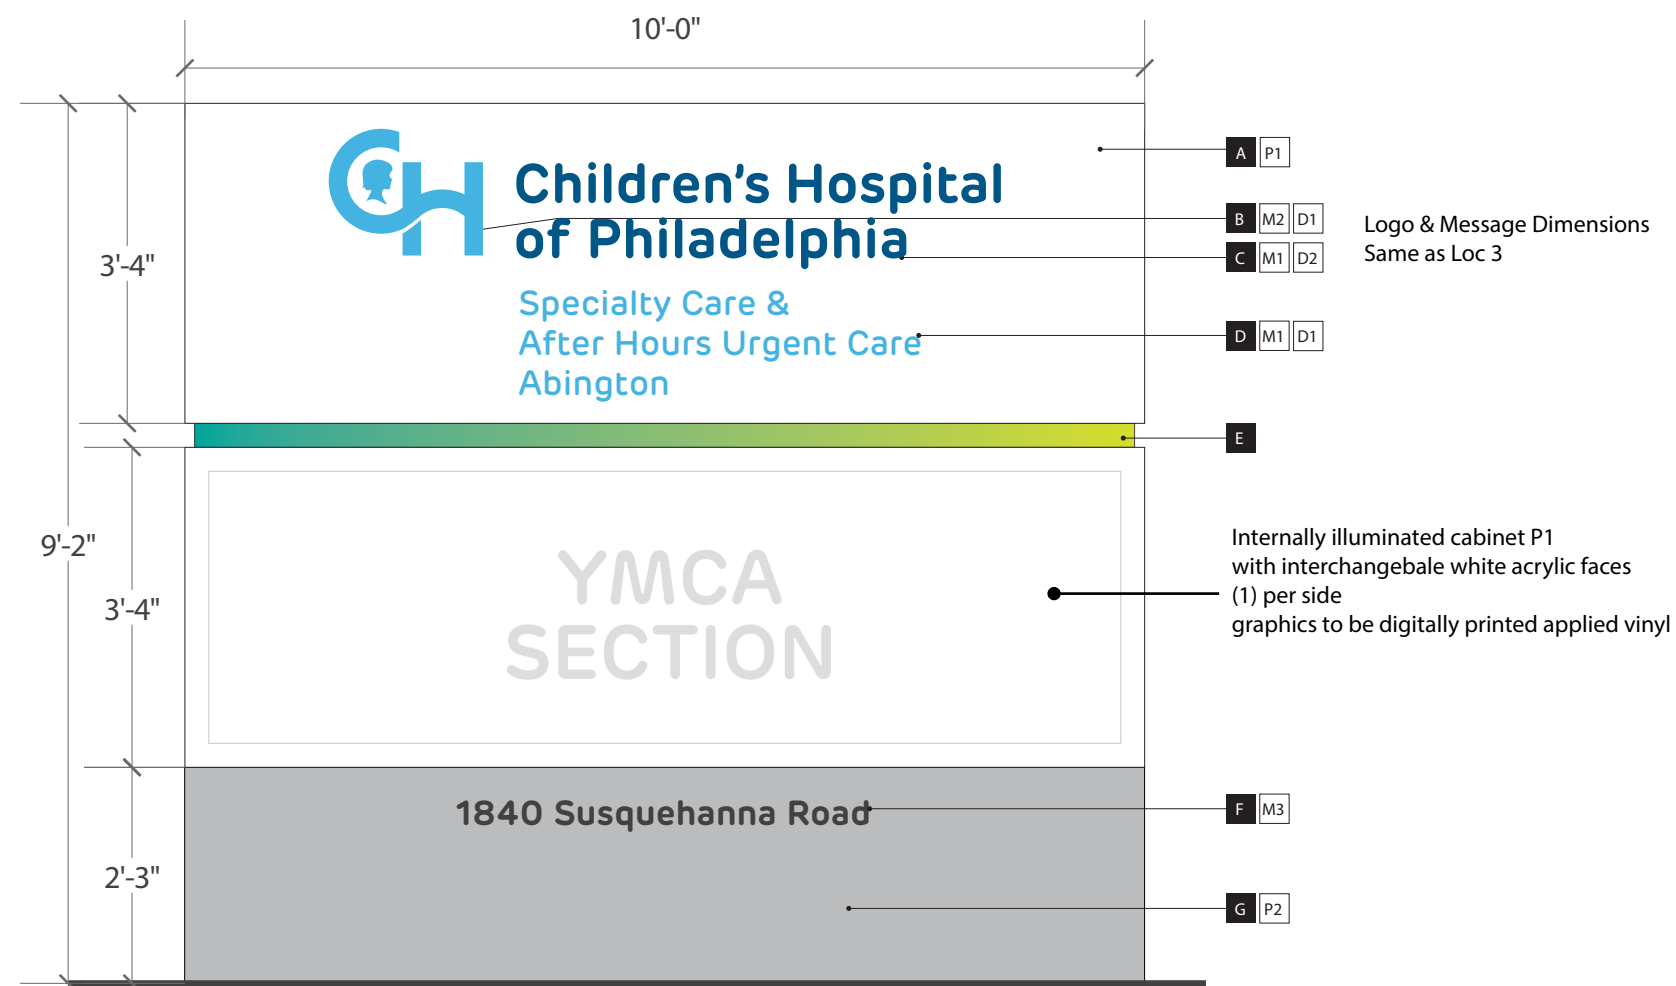 10'-0"
A P1
Children's Hospital
of Philadelphia
B M2 D1
C M1 D2
Logo & Message Dimensions
Same as Loc 3
3'-4"
Specialty Care &
After Hours Urgent Care
Abington
D M1 D1
E
9'-2"
3'-4"
YMCA
SECTION
Internally illuminated cabinet P1
with interchangebale white acrylic faces
(1) per side
graphics to be digitally printed applied vinyl
1840 Susquehanna Road
F M3
2'-3"
G P2